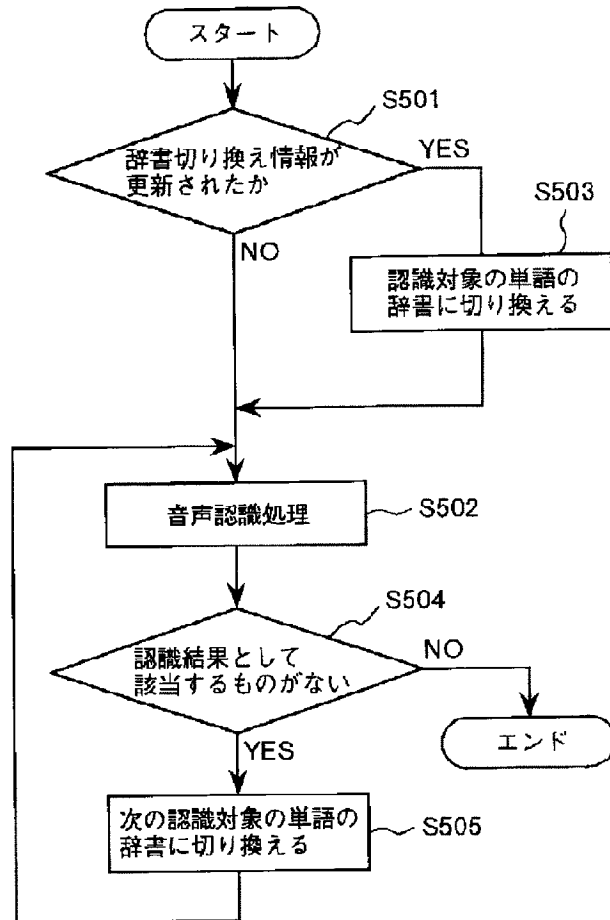 スタート
S501
辞書切り換え情報が
更新されたか
YES
NO
S503
認識対象の単語の
辞書に切り換える
音声認識処理
S502
S504
認識結果として
該当するものがない
NO
YES
エンド
次の認識対象の単語の
辞書に切り換える
S505